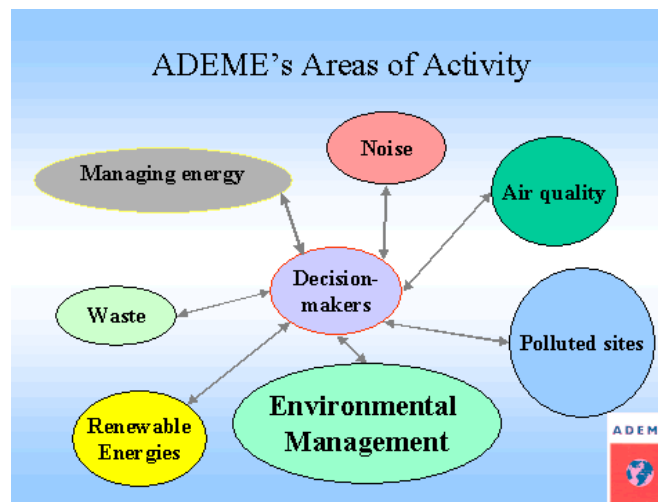 ADEME's Areas of Activity
Noise
Managing energy
Air quality
Decision-
makers
Waste
Polluted sites
Environmental
Management
Renewable
Energies
ADEM